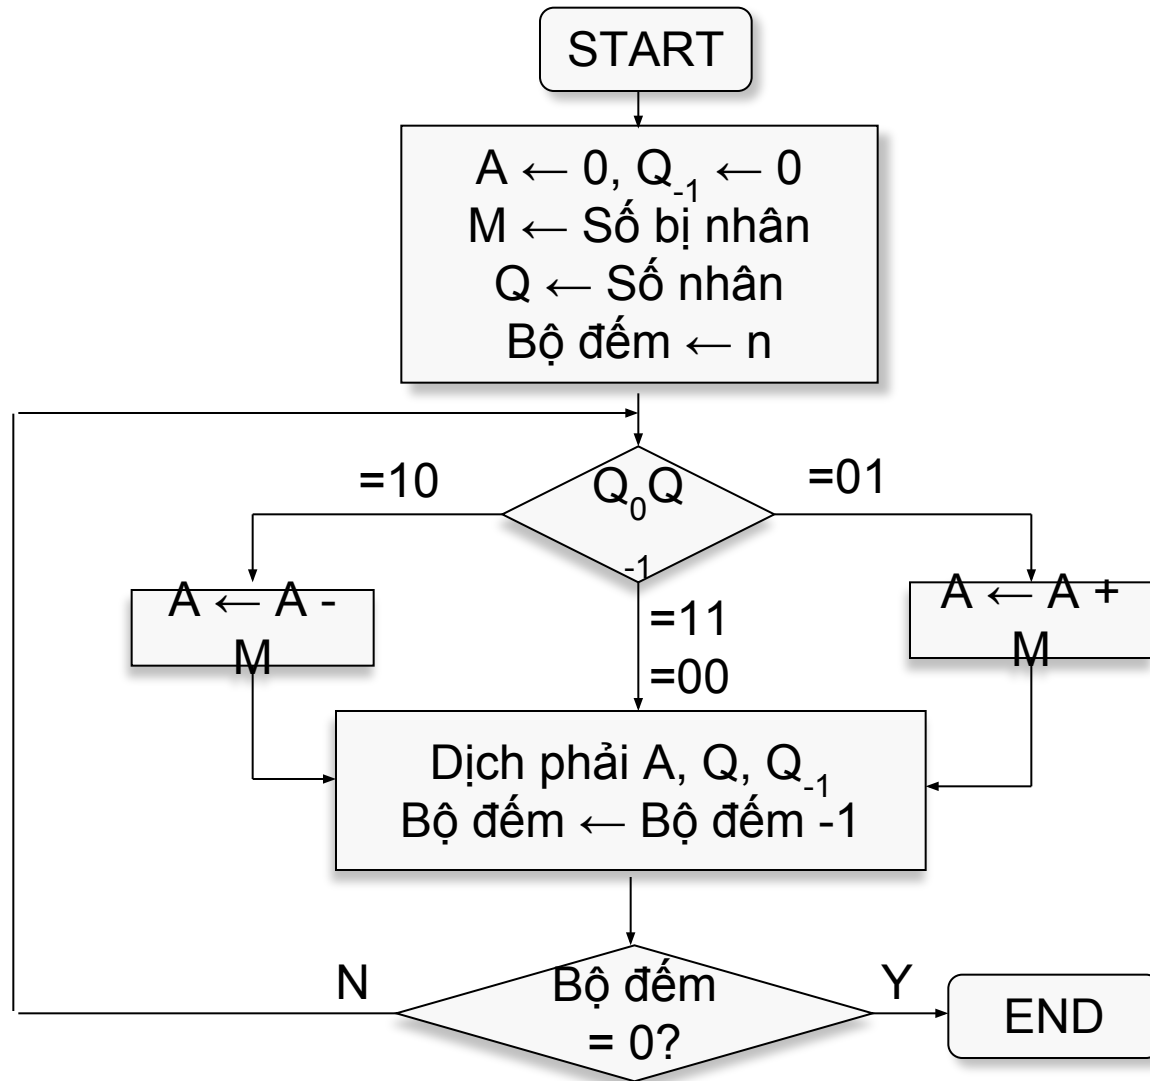 START
A ← 0, Q₋₁ ← 0
M ← Số bị nhân
Q ← Số nhân
Bộ đếm ← n
=10
Q₀Q
₋₁
=01
A ← A -
M
=11
=00
A ← A +
M
Dịch phải A, Q, Q₋₁
Bộ đếm ← Bộ đếm -1
N
Bộ đếm
= 0?
Y
END